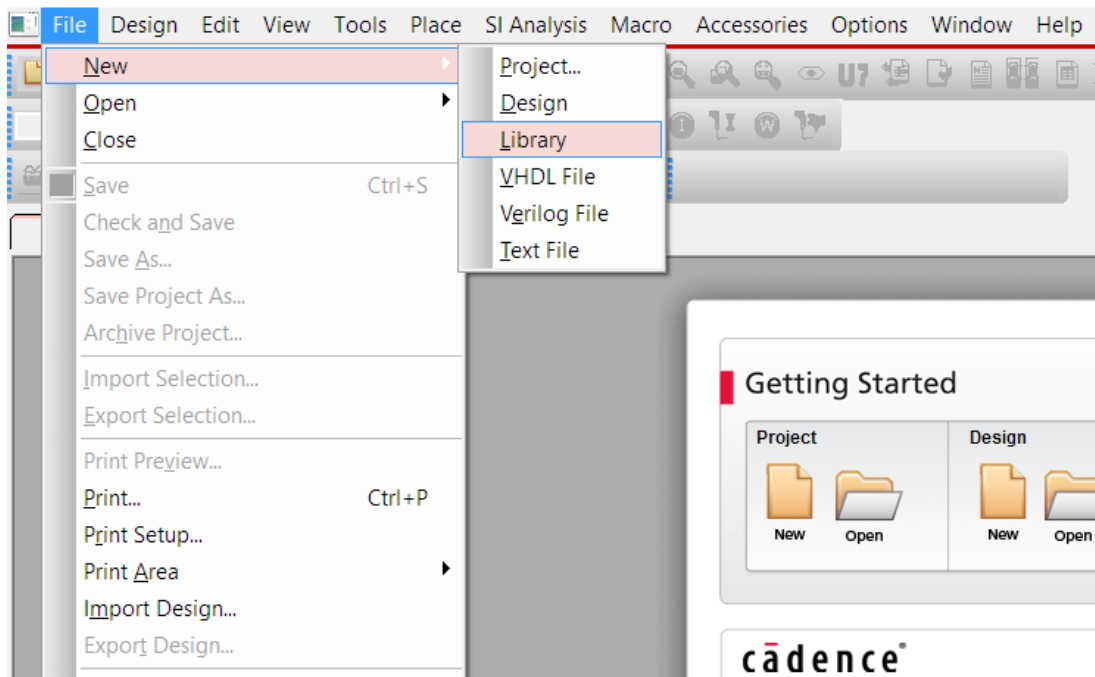 File Design Edit View Tools Place SI Analysis Macro Accessories Options Window Help
New
Open
Close
Save Ctrl+S
Check and Save
Save As...
Save Project As...
Archive Project...
Import Selection...
Export Selection...
Print Preview...
Print... Ctrl+P
Print Setup...
Print Area
Import Design...
Export Design...
Project...
Design
Library
VHDL File
Verilog File
Text File
U?
I
I
W
Getting Started
Project Design
New Open New Open
cādence®